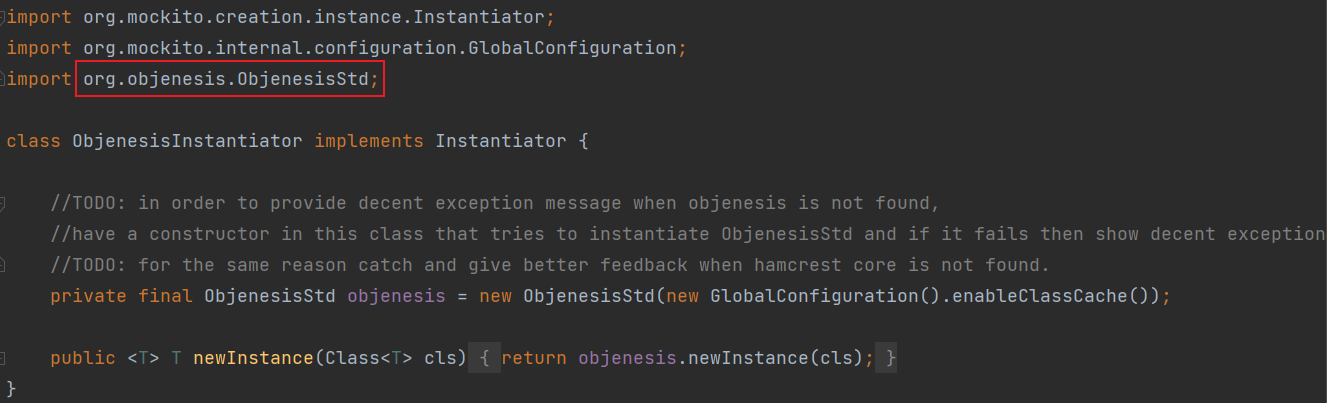 import org.mockito.creation.instance.Instantiator;
import org.mockito.internal.configuration.GlobalConfiguration;
import org.objenesis.ObjenesisStd;
class ObjenesisInstantiator implements Instantiator {
//TODO: in order to provide decent exception message when objenesis is not found,
//have a constructor in this class that tries to instantiate ObjenesisStd and if it fails then show decent exception
//TODO: for the same reason catch and give better feedback when hamcrest core is not found.
private final ObjenesisStd objenesis = new ObjenesisStd(new GlobalConfiguration().enableClassCache());
public <T> T newInstance(Class<T> cls) { return objenesis.newInstance(cls); }
}